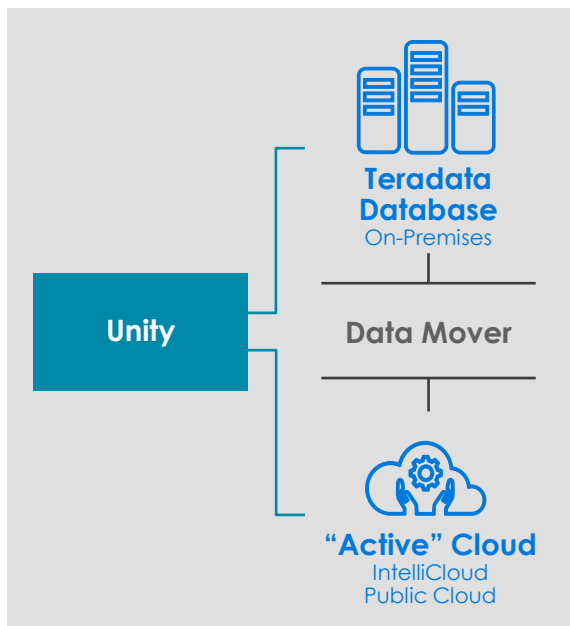 Teradata
Database
On-Premises
Unity
Data Mover
“Active” Cloud
IntelliCloud
Public Cloud